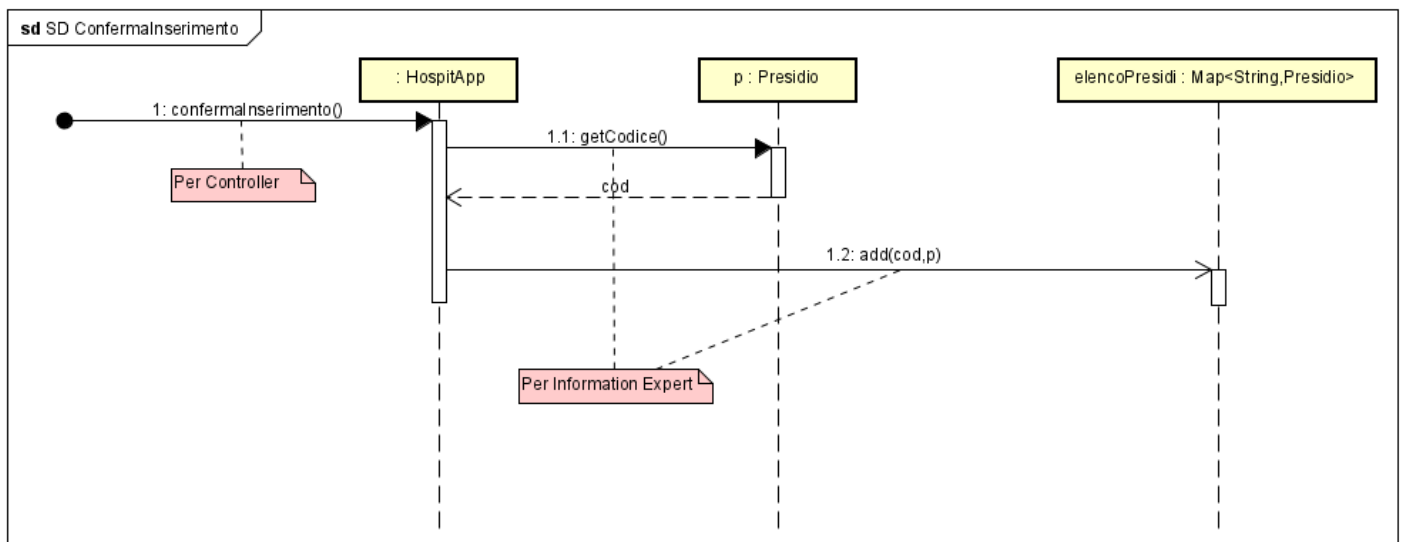 sd SD ConfermaInserimento
: HospitApp
p : Presidio
elencoPresidi : Map<String,Presidio>
1: confermaInserimento()
1.1: getCodice()
Per Controller
cod
1.2: add(cod,p)
Per Information Expert